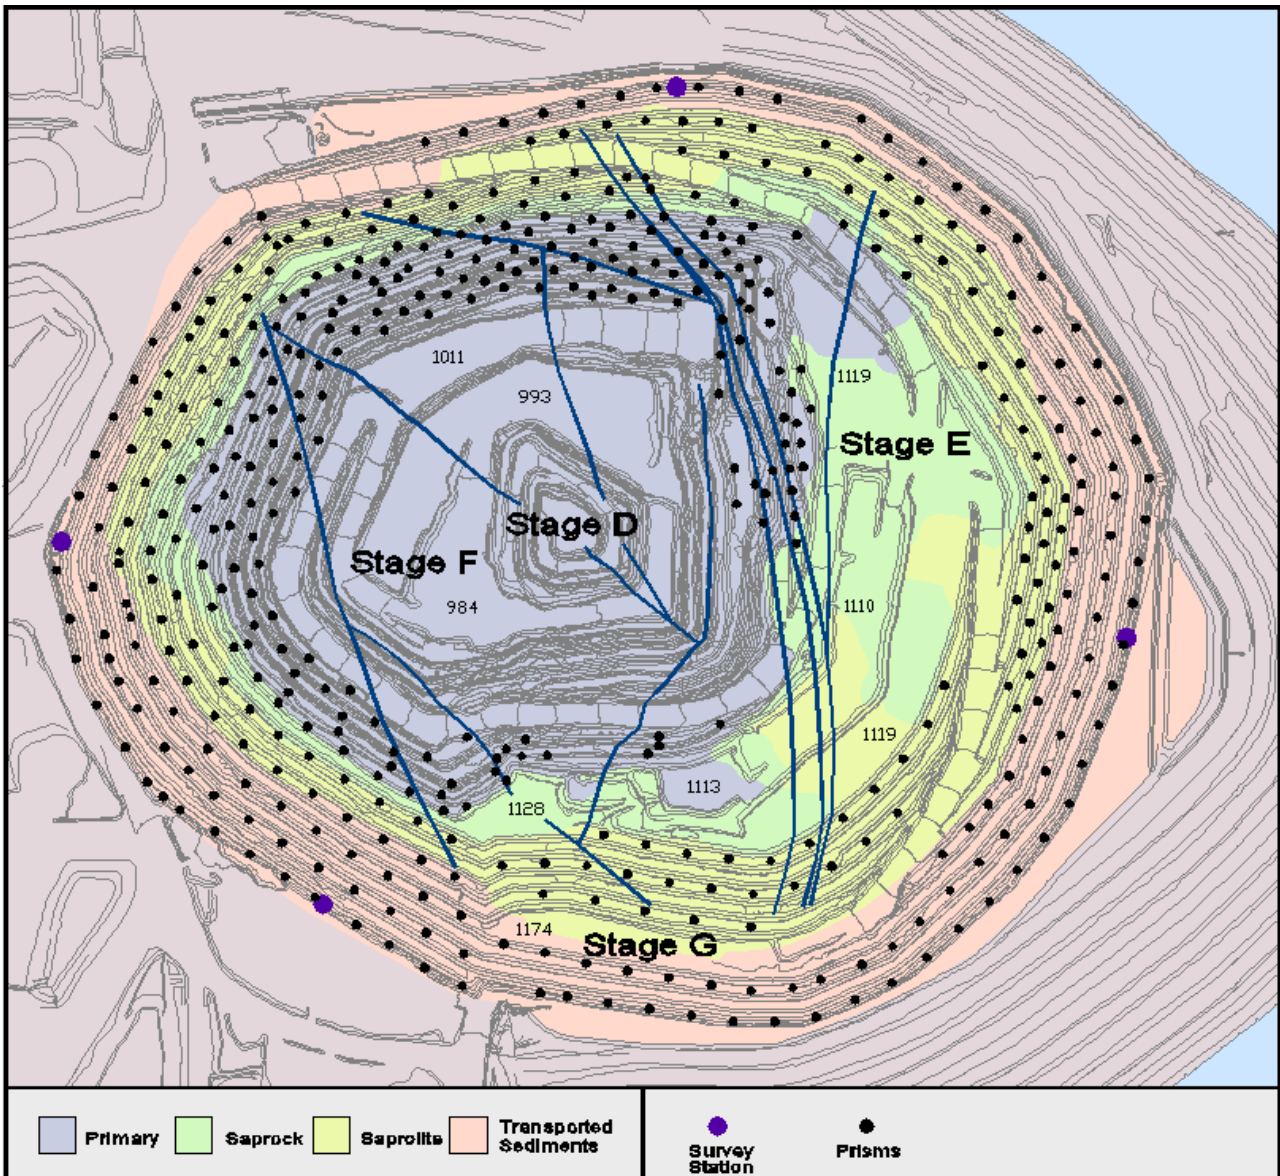 1011
993
1119
Stage E
Stage D
Stage F
984
1110
1119
1113
1128
1174
Stage G
Primary
Saprock
Saprolite
Transported
Sediments
Survey
Station
Prisms